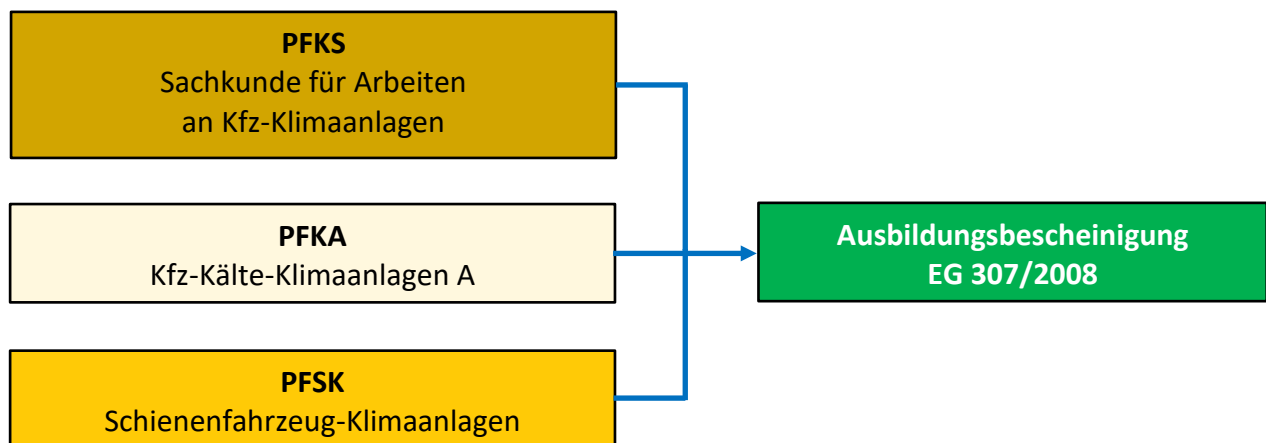 PFKS
Sachkunde für Arbeiten
an Kfz-Klimaanlagen
PFKA
Kfz-Kälte-Klimaanlagen A
Ausbildungsbescheinigung
EG 307/2008
PFSK
Schienenfahrzeug-Klimaanlagen